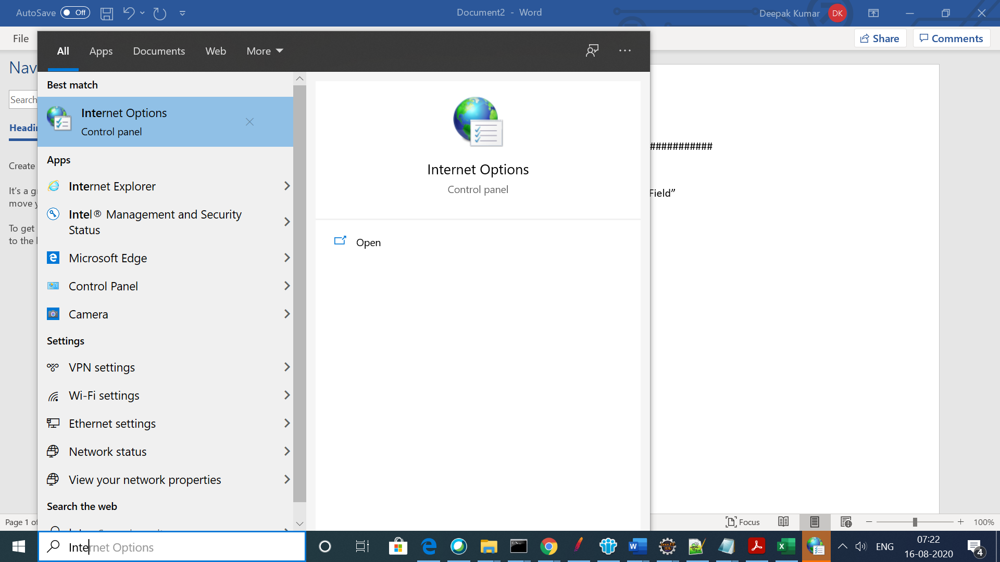 AutoSave Off
Document2 - Word
Deepak Kumar DK
File
Share
Comments
Nav
Search
Headin
Create
It's a g
move y
To get
to the
All Apps Documents Web More
Best match
Internet Options
Control panel
Apps
Internet Explorer
Intel® Management and Security
Status
Microsoft Edge
Control Panel
Camera
Settings
VPN settings
Wi-Fi settings
Ethernet settings
Network status
View your network properties
Search the web
Internet Options
Control panel
Open
###########
Field”
Page 1 of
Focus
100%
Internet Options
ENG
07:22
16-08-2020
4